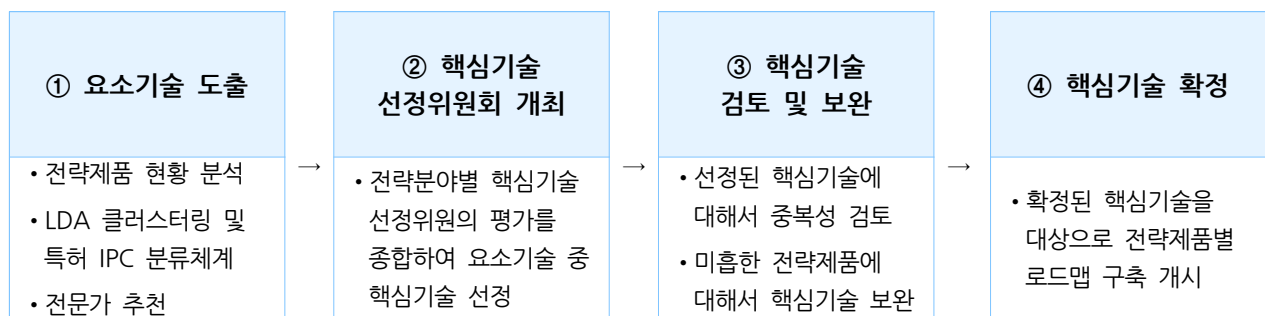 ① 요소기술 도출
• 전략제품 현황 분석
• LDA 클러스터링 및
특허 IPC 분류체계
• 전문가 추천
→
② 핵심기술
선정위원회 개최
• 전략분야별 핵심기술
선정위원의 평가를
종합하여 요소기술 중
핵심기술 선정
→
③ 핵심기술
검토 및 보완
• 선정된 핵심기술에
대해서 중복성 검토
• 미흡한 전략제품에
대해서 핵심기술 보완
→
④ 핵심기술 확정
• 확정된 핵심기술을
대상으로 전략제품별
로드맵 구축 개시